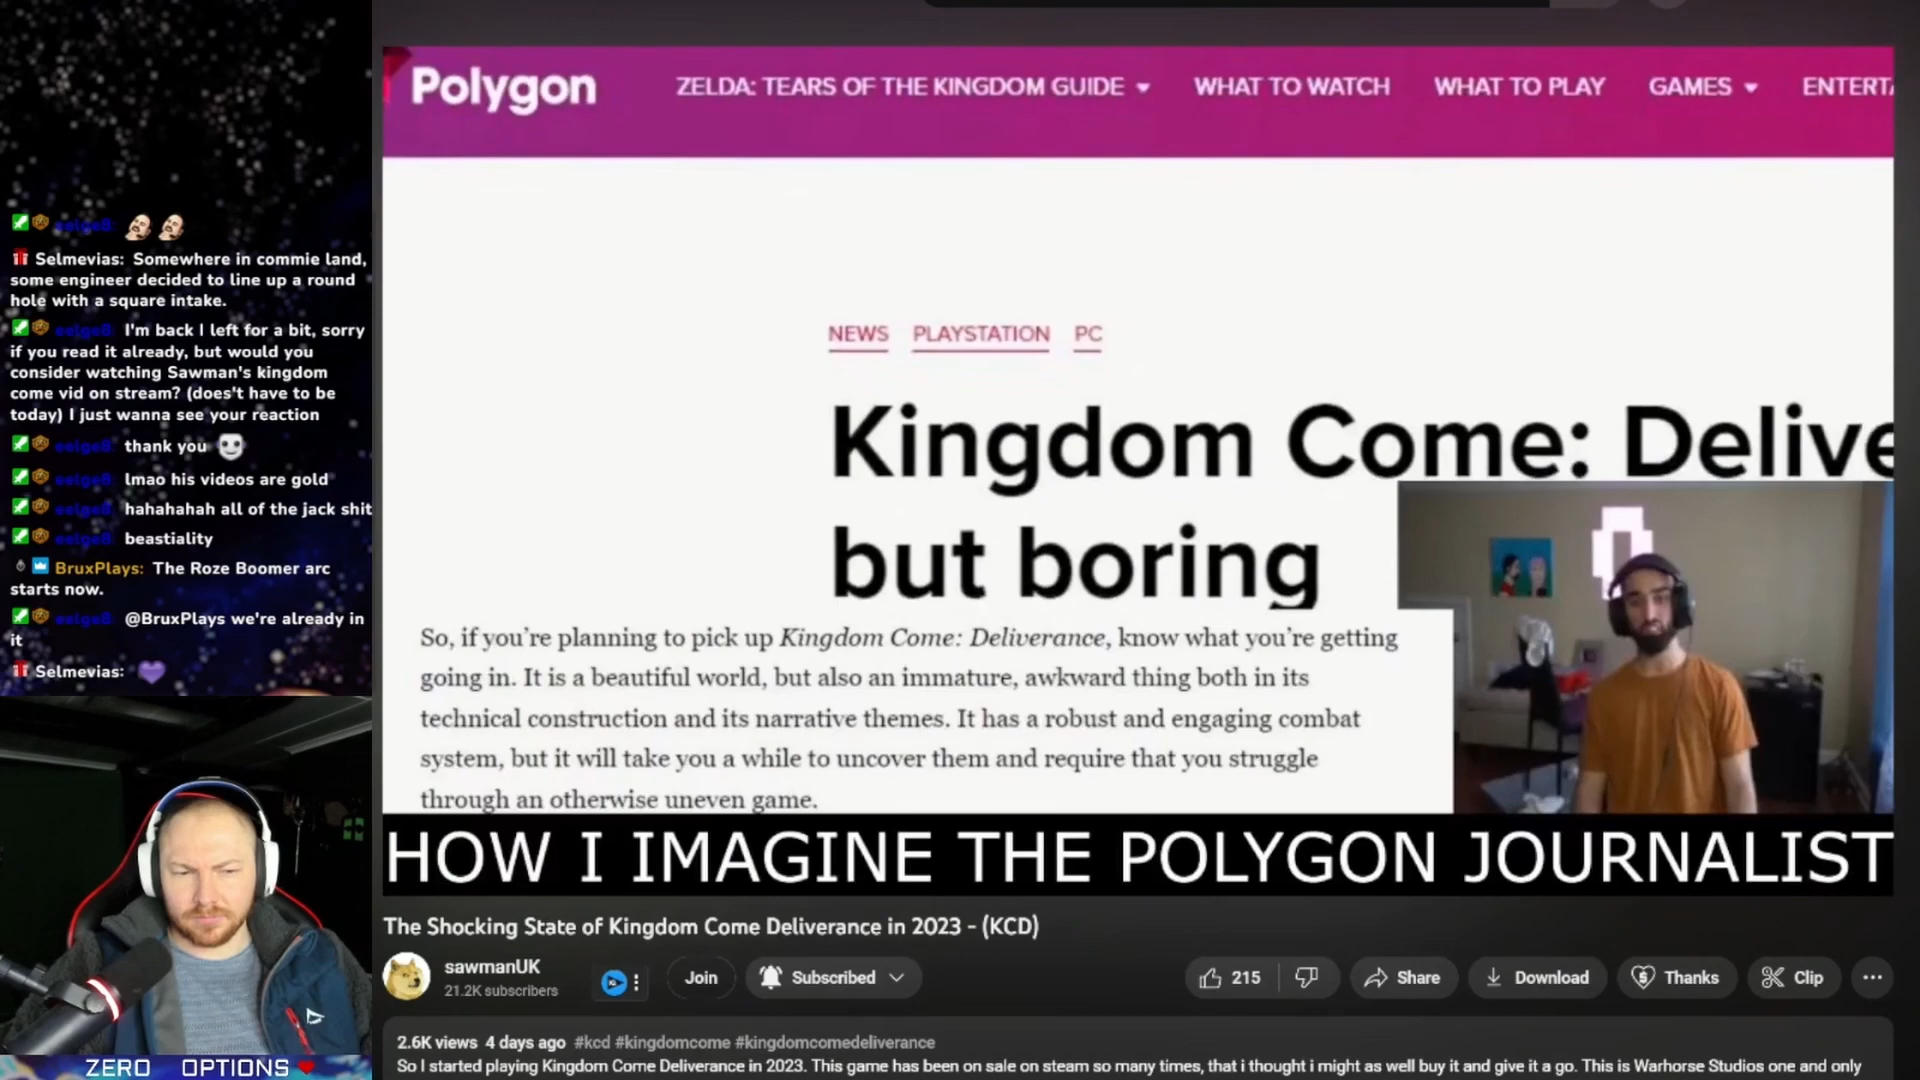 Polygon
ZELDA: TEARS OF THE KINGDOM GUIDE
WHAT TO WATCH
WHAT TO PLAY
GAMES
ENTERTA
NEWS
PLAYSTATION
PC
Kingdom Come: Delive
but boring
So, if you're planning to pick up Kingdom Come: Deliverance, know what you're getting
going in. It is a beautiful world, but also an immature, awkward thing both in its
technical construction and its narrative themes. It has a robust and engaging combat
system, but it will take you a while to uncover them and require that you struggle
through an otherwise uneven game.
HOW I IMAGINE THE POLYGON JOURNALIST
The Shocking State of Kingdom Come Deliverance in 2023 - (KCD)
sawmanUK
21.2K subscribers
Join
Subscribed
215
Share
Download
Thanks
Clip
2.6K views 4 days ago #kcd #kingdomcome #kingdomcomedeliverance
So I started playing Kingdom Come Deliverance in 2023. This game has been on sale on steam so many times, that i thought i might as well buy it and give it a go. This is Warhorse Studios one and only
eelge8:
Selmevias: Somewhere in commie land,
some engineer decided to line up a round
hole with a square intake.
eelge8: I'm back I left for a bit, sorry
if you read it already, but would you
consider watching Sawman's kingdom
come vid on stream? (does't have to be
today) I just wanna see your reaction
eelge8: thank you
eelge8: lmao his videos are gold
eelge8: hahahahah all of the jack shit
eelge8: beastiality
BruxPlays: The Roze Boomer arc
starts now.
eelge8: @BruxPlays we're already in
it
Selmevias:
ZERO OPTIONS